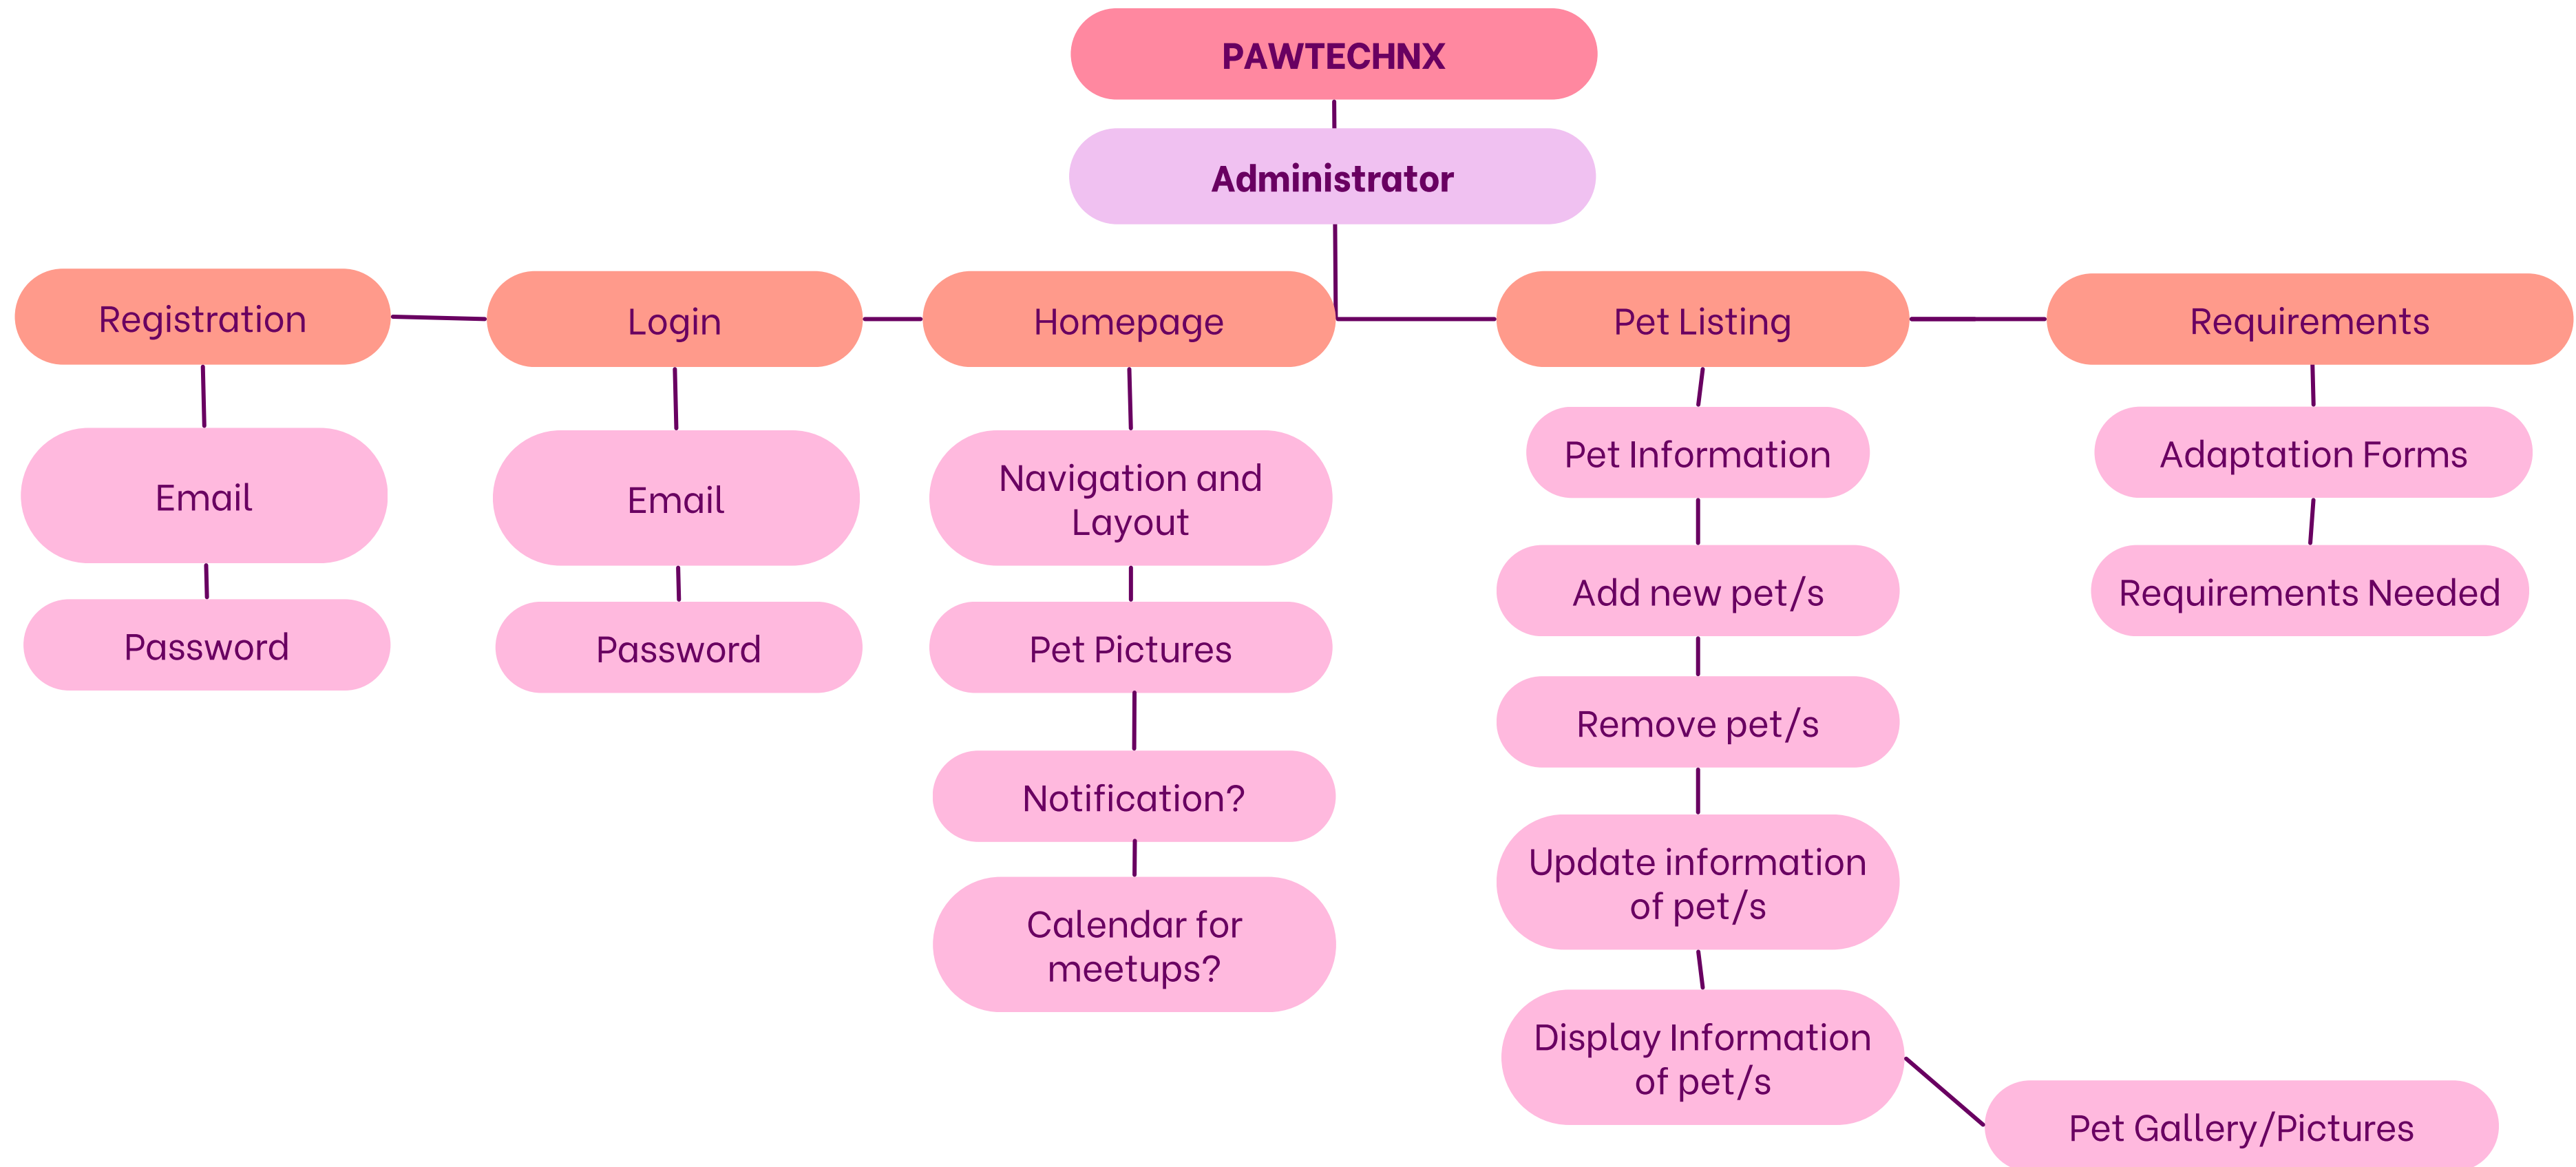 PAWTECHNX
Administrator
Registration
Login
Homepage
Pet Listing
Requirements
Email
Password
Email
Password
Navigation and
Layout
Pet Pictures
Notification?
Calendar for
meetups?
Pet Information
Add new pet/s
Remove pet/s
Update information
of pet/s
Display Information
of pet/s
Pet Gallery/Pictures
Adaptation Forms
Requirements Needed